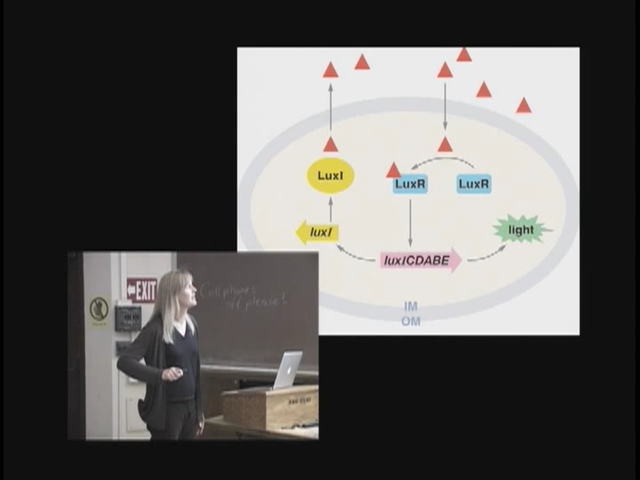 LuxI
LuxR
LuxR
luxI
luxICDABE
light
IM
OM
EXIT
Cell phones
off please!